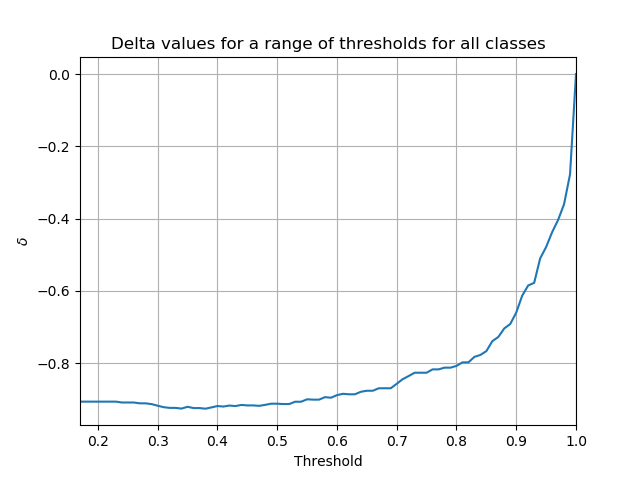 Delta values for a range of thresholds for all classes
0.0
−0.2
−0.4
−0.6
−0.8
δ
0.2 0.3 0.4 0.5 0.6 0.7 0.8 0.9 1.0
Threshold